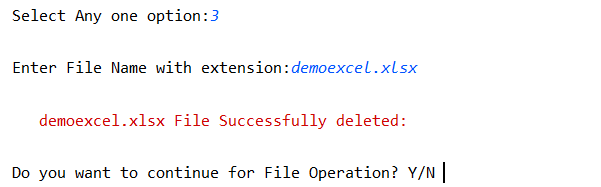 Select Any one option:3
Enter File Name with extension:demoexcel.xlsx
demoexcel.xlsx File Successfully deleted:
Do you want to continue for File Operation? Y/N